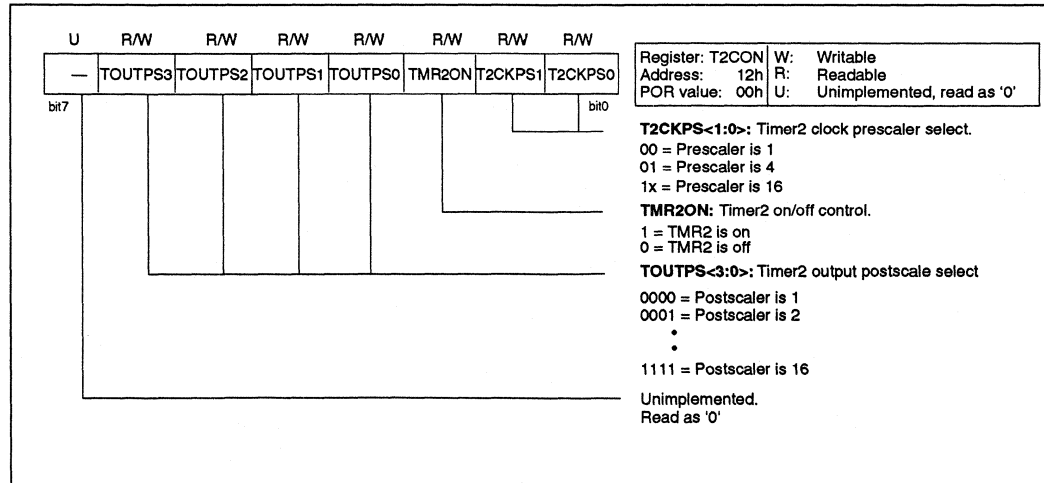 U R/W R/W R/W R/W R/W R/W R/W
— TOUTPS3 TOUTPS2 TOUTPS1 TOUTPS0 TMR2ON T2CKPS1 T2CKPS0
bit7 bit0
Register: T2CON W: Writable
Address: 12h R: Readable
POR value: 00h U: Unimplemented, read as '0'
T2CKPS<1:0>: Timer2 clock prescaler select.
00 = Prescaler is 1
01 = Prescaler is 4
1x = Prescaler is 16
TMR2ON: Timer2 on/off control.
1 = TMR2 is on
0 = TMR2 is off
TOUTPS<3:0>: Timer2 output postscale select
0000 = Postscaler is 1
0001 = Postscaler is 2
•
•
1111 = Postscaler is 16
Unimplemented.
Read as '0'